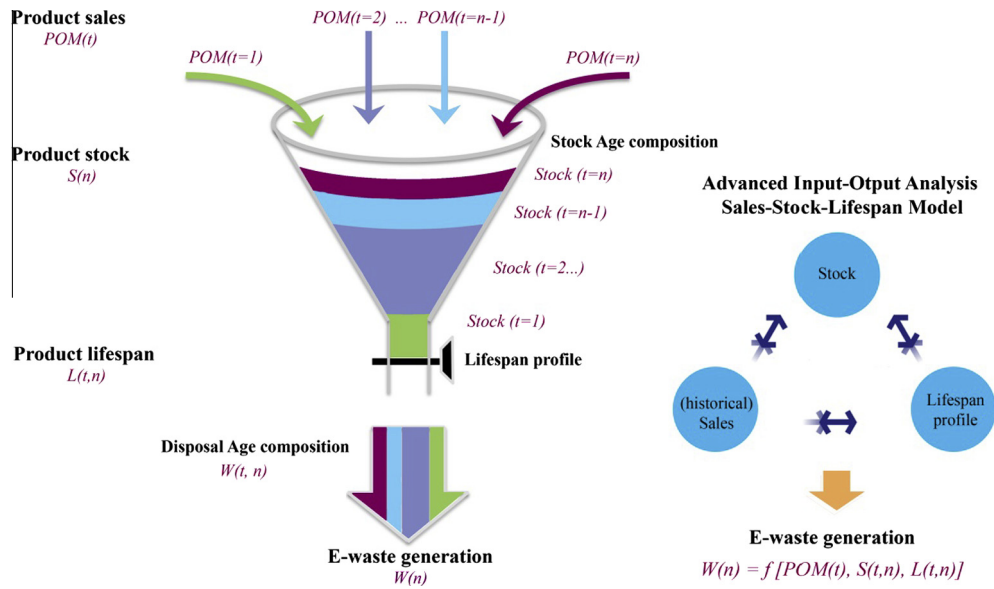 Product sales
POM(t)
POM(t=2) ... POM(t=n-1)
POM(t=1)
POM(t=n)
Product stock
S(n)
Stock Age composition
Stock (t=n)
Stock (t=n-1)
Stock (t=2...)
Stock (t=1)
Product lifespan
L(t,n)
Lifespan profile
Disposal Age composition
W(t, n)
E-waste generation
W(n)
Advanced Input-Otput Analysis
Sales-Stock-Lifespan Model
Stock
(historical)
Sales
Lifespan
profile
E-waste generation
W(n) = f [POM(t), S(t,n), L(t,n)]